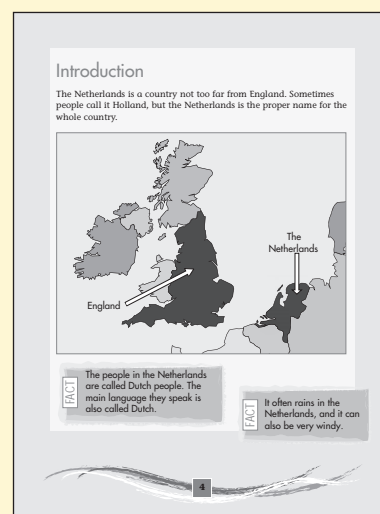 Introduction
The Netherlands is a country not too far from England. Sometimes
people call it Holland, but the Netherlands is the proper name for the
whole country.
The
Netherlands
England
FACT
The people in the Netherlands
are called Dutch people. The
main language they speak is
also called Dutch.
FACT
It often rains in the
Netherlands, and it can
also be very windy.
4